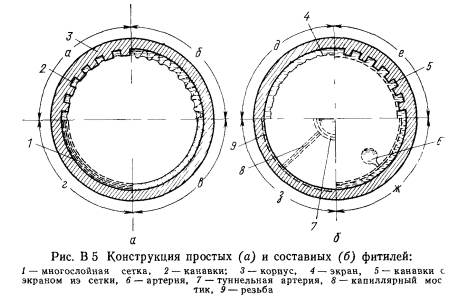 3
а
б
2
1
г
в
а
4
д
е
5
9
8
б
з
ж
7
б
Рис. В 5 Конструкция простых (а) и составных (б) фитилей:
1 — многослойная сетка, 2 — канавки; 3 — корпус, 4 — экран, 5 — канавки с
экраном из сетки, 6 — артерия, 7 — туннельная артерия, 8 — капиллярный мос
тик, 9 — резьба